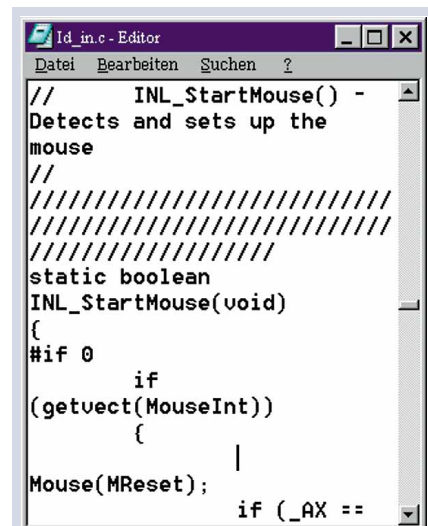 Id_in.c - Editor
Datei Bearbeiten Suchen ?
// INL_StartMouse() -
Detects and sets up the
mouse
//
///////////////////////////
///////////////////////////
//////////////////
static boolean
INL_StartMouse(void)
{
#if 0
if
(getvect(MouseInt))
{
Mouse(MReset);
if (_AX ==